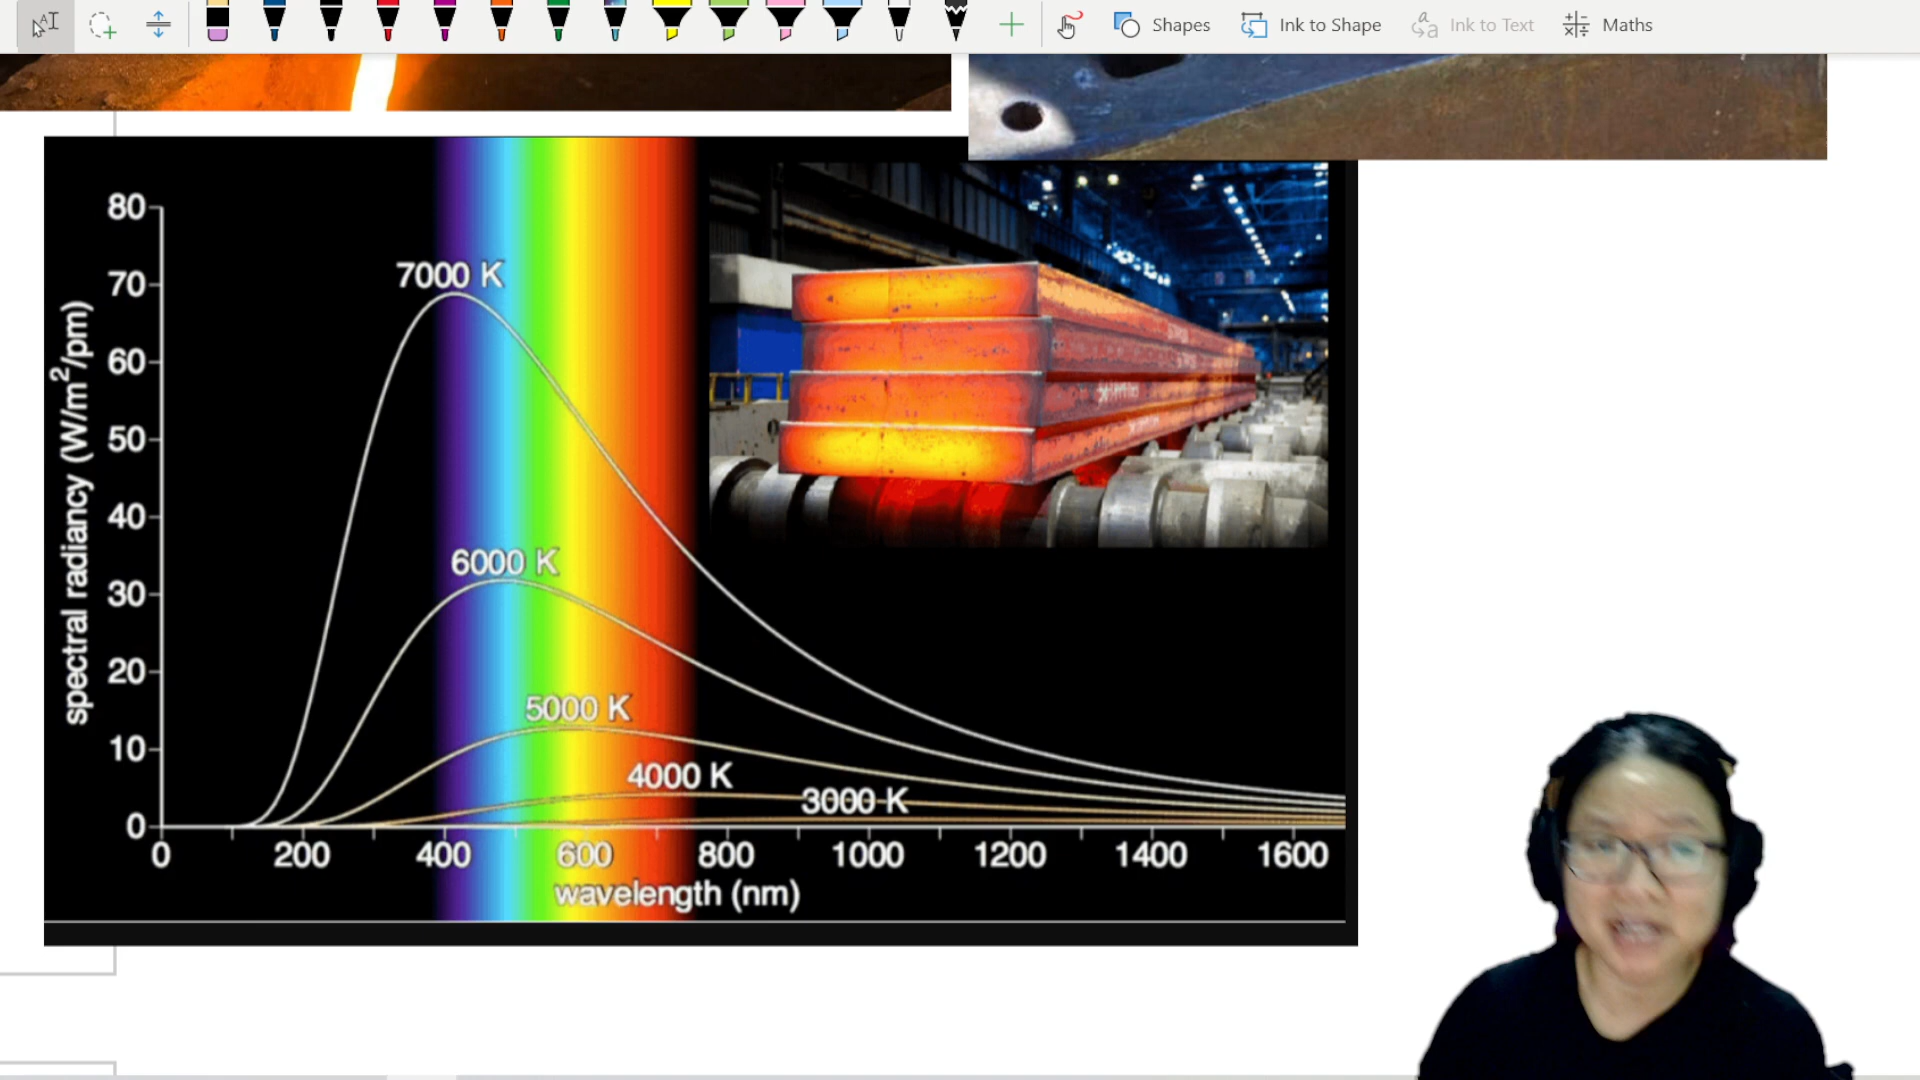 Shapes
Ink to Shape
Ink to Text
Maths
80
70
60
50
40
30
20
10
0
spectral radiancy (W/m²/pm)
7000 K
6000 K
5000 K
4000 K
3000 K
0 200 400 600 800 1000 1200 1400 1600
wavelength (nm)